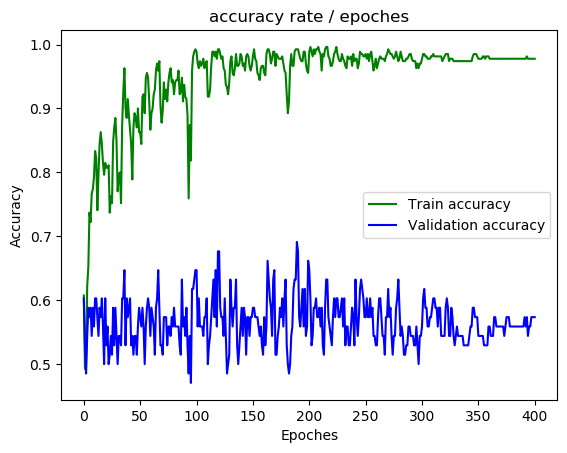 accuracy rate / epoches
1.0
0.9
0.8
0.7
0.6
0.5
Accuracy
Train accuracy
Validation accuracy
0 50 100 150 200 250 300 350 400
Epoches